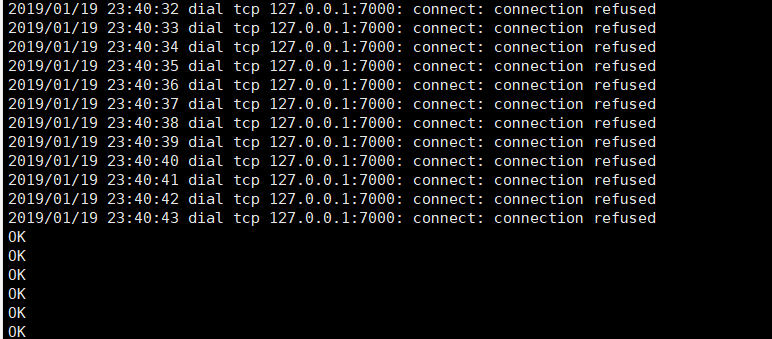 2019/01/19 23:40:32 dial tcp 127.0.0.1:7000: connect: connection refused
2019/01/19 23:40:33 dial tcp 127.0.0.1:7000: connect: connection refused
2019/01/19 23:40:34 dial tcp 127.0.0.1:7000: connect: connection refused
2019/01/19 23:40:35 dial tcp 127.0.0.1:7000: connect: connection refused
2019/01/19 23:40:36 dial tcp 127.0.0.1:7000: connect: connection refused
2019/01/19 23:40:37 dial tcp 127.0.0.1:7000: connect: connection refused
2019/01/19 23:40:38 dial tcp 127.0.0.1:7000: connect: connection refused
2019/01/19 23:40:39 dial tcp 127.0.0.1:7000: connect: connection refused
2019/01/19 23:40:40 dial tcp 127.0.0.1:7000: connect: connection refused
2019/01/19 23:40:41 dial tcp 127.0.0.1:7000: connect: connection refused
2019/01/19 23:40:42 dial tcp 127.0.0.1:7000: connect: connection refused
2019/01/19 23:40:43 dial tcp 127.0.0.1:7000: connect: connection refused
OK
OK
OK
OK
OK
OK